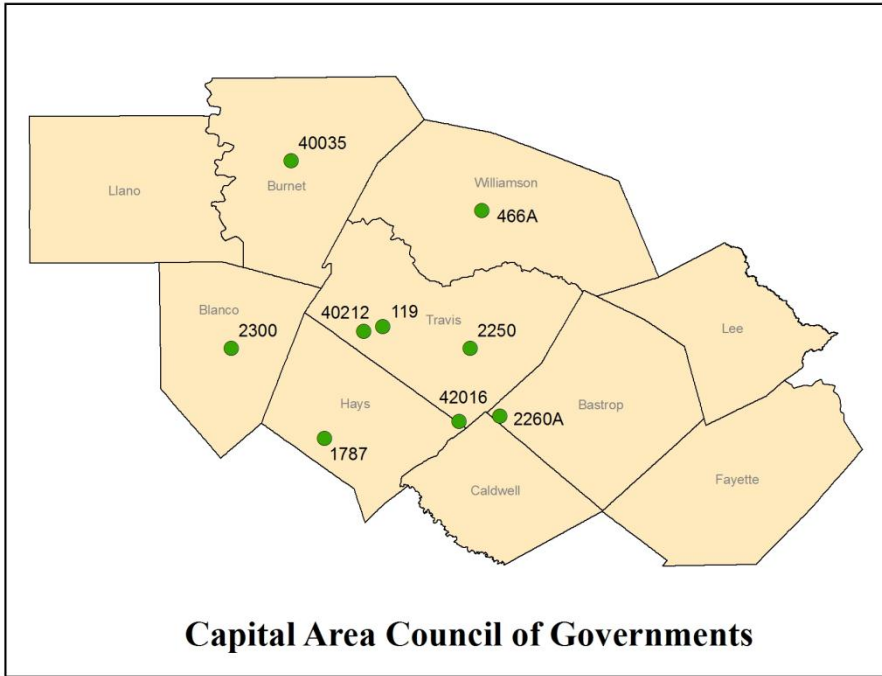 40035
Llano
Burnet
Williamson
466A
Blanco
40212
119
Travis
2300
2250
Lee
42016
Hays
2260A
Bastrop
1787
Caldwell
Fayette
Capital Area Council of Governments